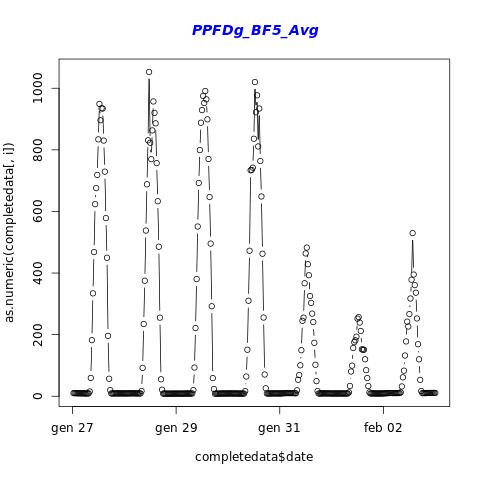 PPFDg_BF5_Avg
as.numeric(completedata[, i])
1000
800
600
400
200
0
gen 27
gen 29
gen 31
feb 02
completedata$date